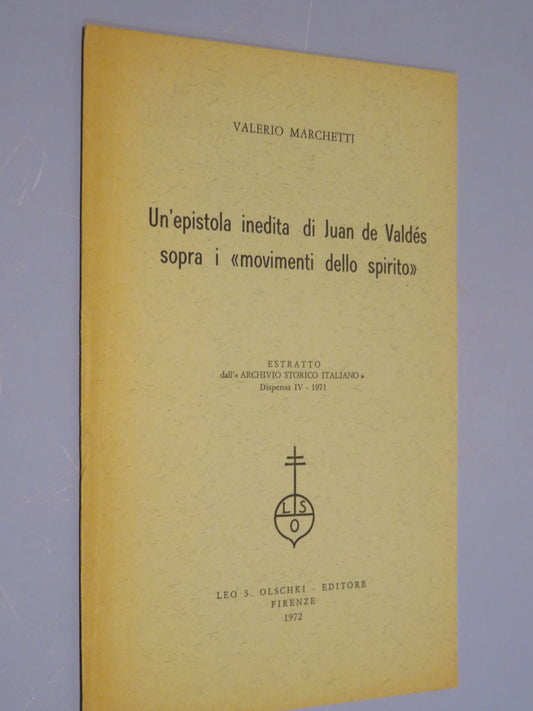 VALERIO MARCHETTI
Un'epistola inedita di Juan de Valdés
sopra i «movimenti dello spirito»
ESTRATTO
dall'« ARCHIVIO STORICO ITALIANO »
Dispensa IV - 1971
L S
O
LEO S. OLSCHKI - EDITORE
FIRENZE
1972